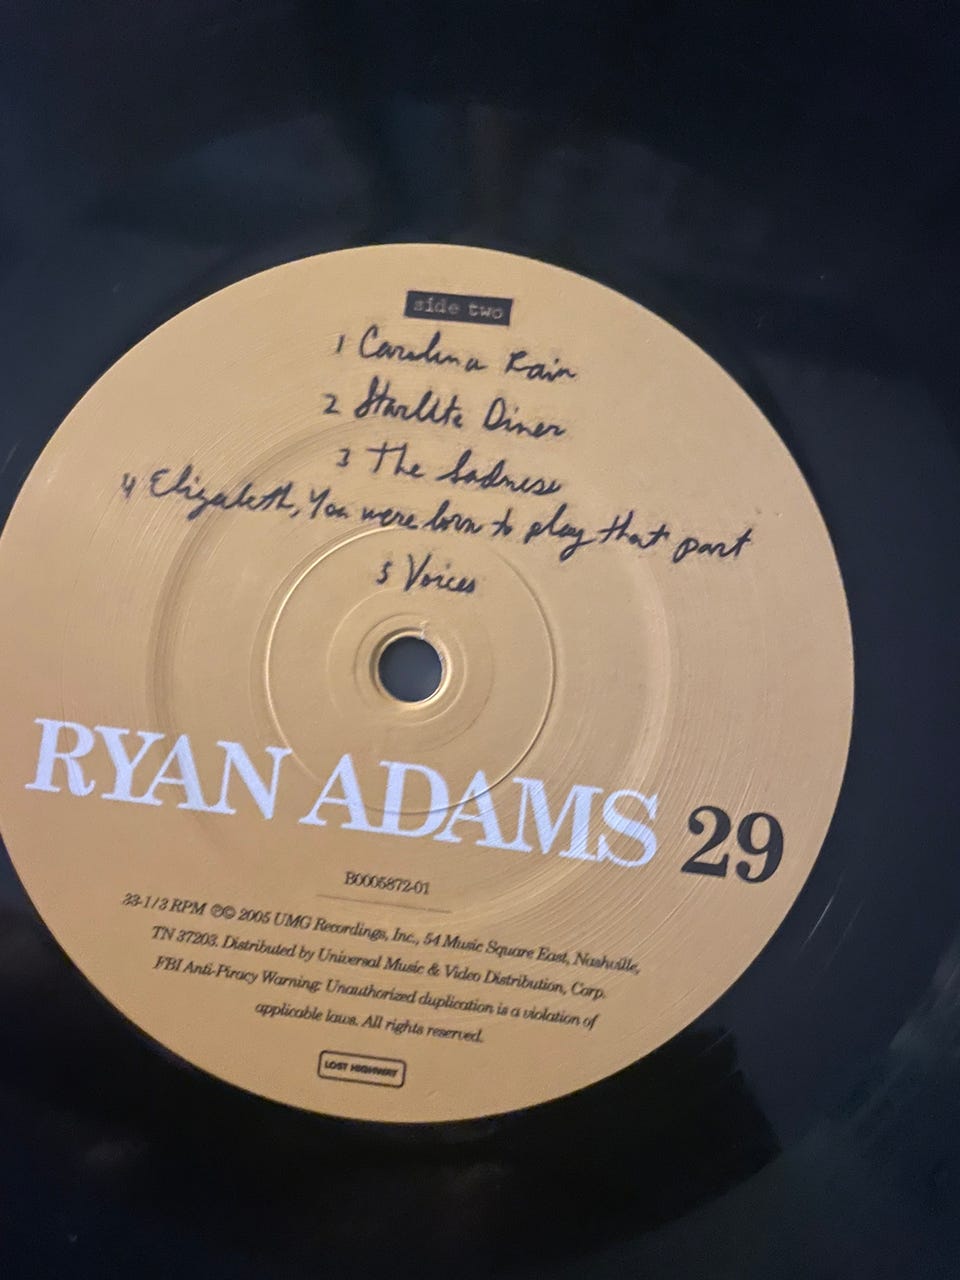 side two
1 Carolina Rain
2 Starlite Diner
3 The Sadness
4 Elizabeth, You were born to play that part
5 Voices
RYAN ADAMS 29
B0005872-01
33-1/3 RPM ℗© 2005 UMG Recordings, Inc., 54 Music Square East, Nashville,
TN 37203. Distributed by Universal Music & Video Distribution, Corp.
FBI Anti-Piracy Warning: Unauthorized duplication is a violation of
applicable laws. All rights reserved.
LOST HIGHWAY